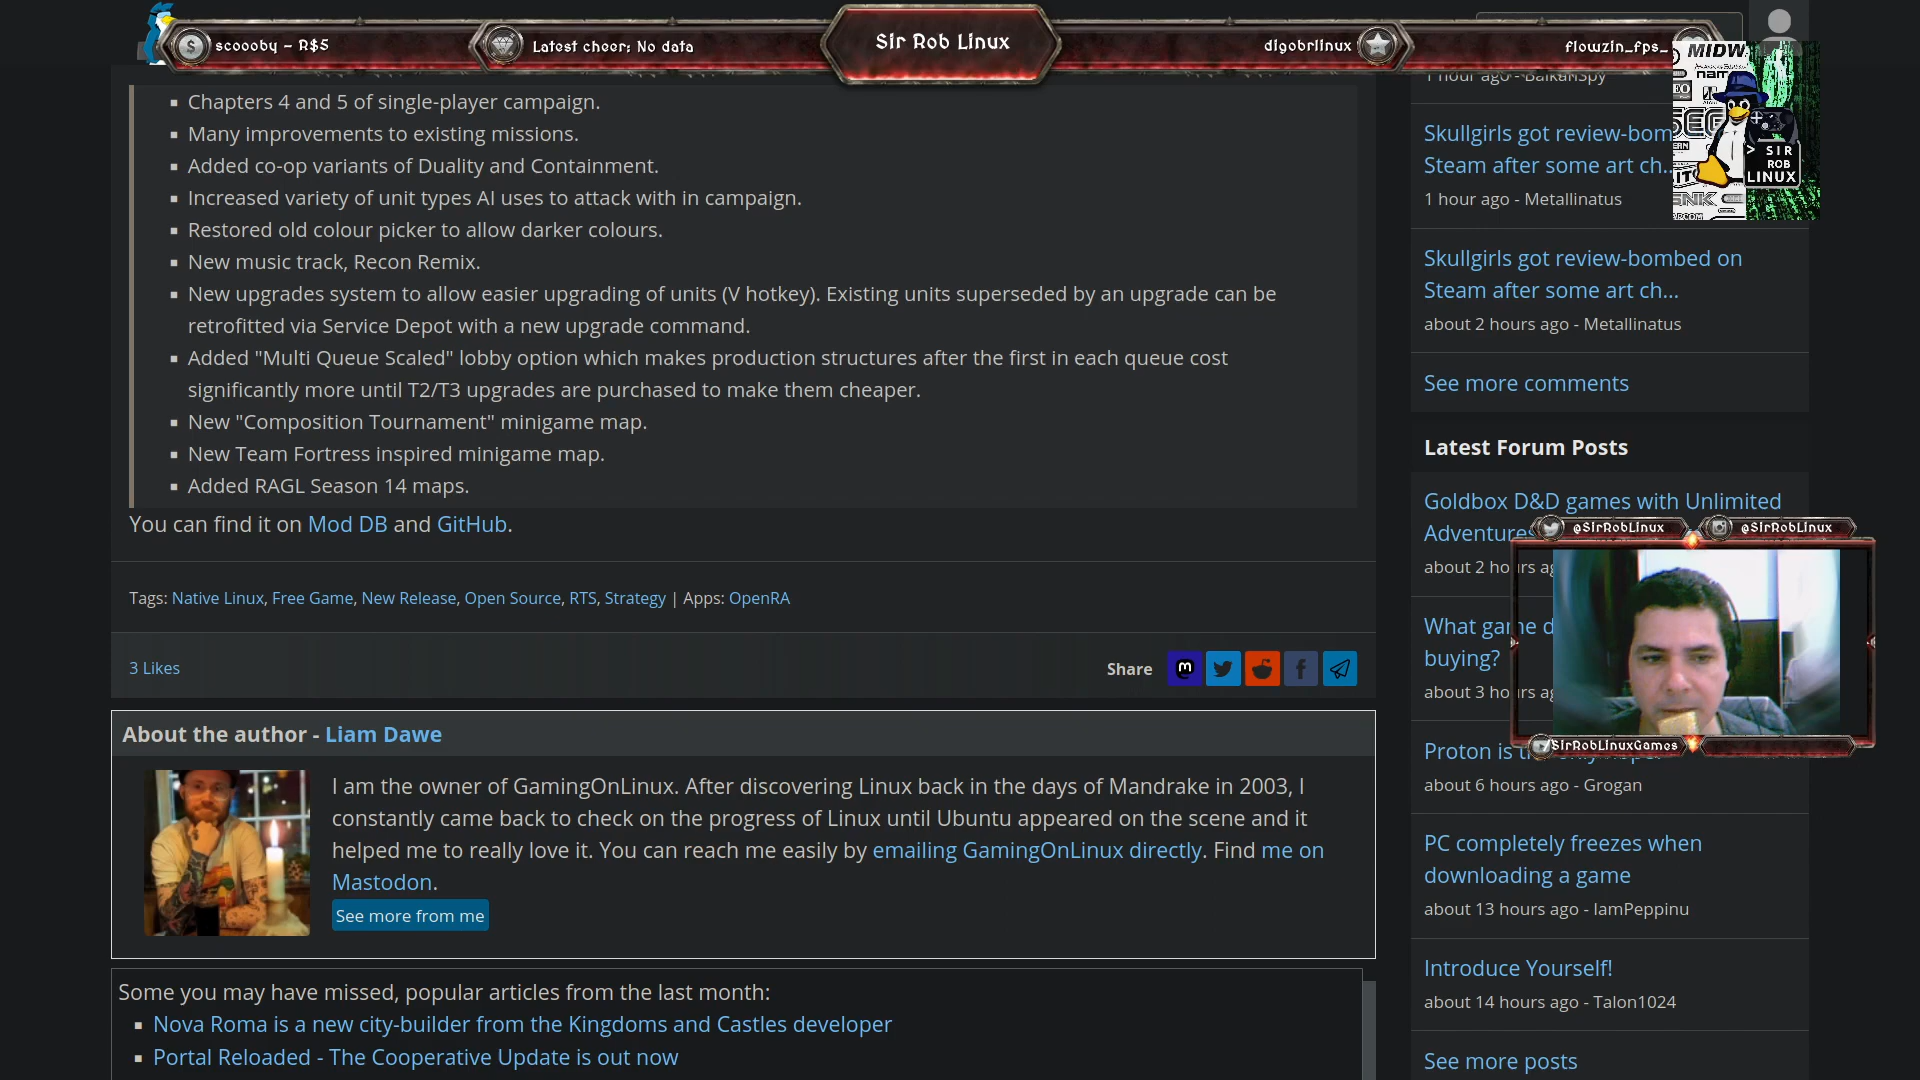 scoooby - R$5
Latest cheer: No data
Sir Rob Linux
digobrlinux
flowzin_fps_
Chapters 4 and 5 of single-player campaign.
Many improvements to existing missions.
Added co-op variants of Duality and Containment.
Increased variety of unit types AI uses to attack with in campaign.
Restored old colour picker to allow darker colours.
New music track, Recon Remix.
New upgrades system to allow easier upgrading of units (V hotkey). Existing units superseded by an upgrade can be
retrofitted via Service Depot with a new upgrade command.
Added "Multi Queue Scaled" lobby option which makes production structures after the first in each queue cost
significantly more until T2/T3 upgrades are purchased to make them cheaper.
New "Composition Tournament" minigame map.
New Team Fortress inspired minigame map.
Added RAGL Season 14 maps.
You can find it on Mod DB and GitHub.
Tags: Native Linux, Free Game, New Release, Open Source, RTS, Strategy | Apps: OpenRA
3 Likes
Share
About the author - Liam Dawe
I am the owner of GamingOnLinux. After discovering Linux back in the days of Mandrake in 2003, I
constantly came back to check on the progress of Linux until Ubuntu appeared on the scene and it
helped me to really love it. You can reach me easily by emailing GamingOnLinux directly. Find me on
Mastodon.
See more from me
Some you may have missed, popular articles from the last month:
Nova Roma is a new city-builder from the Kingdoms and Castles developer
Portal Reloaded - The Cooperative Update is out now
1 hour ago - BalkanSpy
Skullgirls got review-bom
Steam after some art ch...
1 hour ago - Metallinatus
MIDW
> SIR
ROB
LINUX
Skullgirls got review-bombed on
Steam after some art ch...
about 2 hours ago - Metallinatus
See more comments
Latest Forum Posts
Goldbox D&D games with Unlimited
Adventures
about 2 hours ag
@SirRobLinux
@SirRobLinux
What game d
buying?
about 3 hours ag
Proton is the only hope.
SirRobLinuxGames
about 6 hours ago - Grogan
PC completely freezes when
downloading a game
about 13 hours ago - IamPeppinu
Introduce Yourself!
about 14 hours ago - Talon1024
See more posts